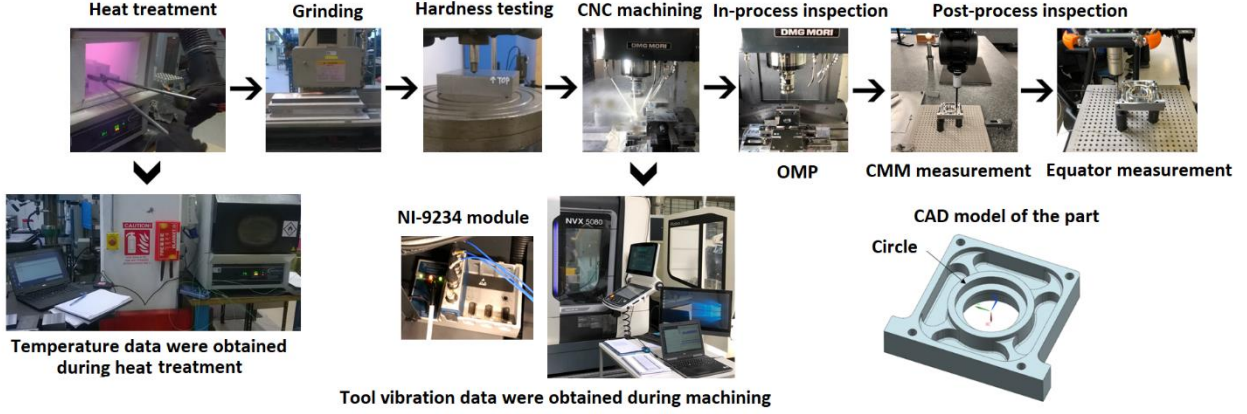 Heat treatment
Grinding
Hardness testing
CNC machining
In-process inspection
Post-process inspection
DMG MORI
DMG MORI
↑ TOP
OMP
CMM measurement
Equator measurement
NI-9234 module
NVX 5080
CAD model of the part
Circle
CAUTION!
Temperature data were obtained
during heat treatment
Tool vibration data were obtained during machining